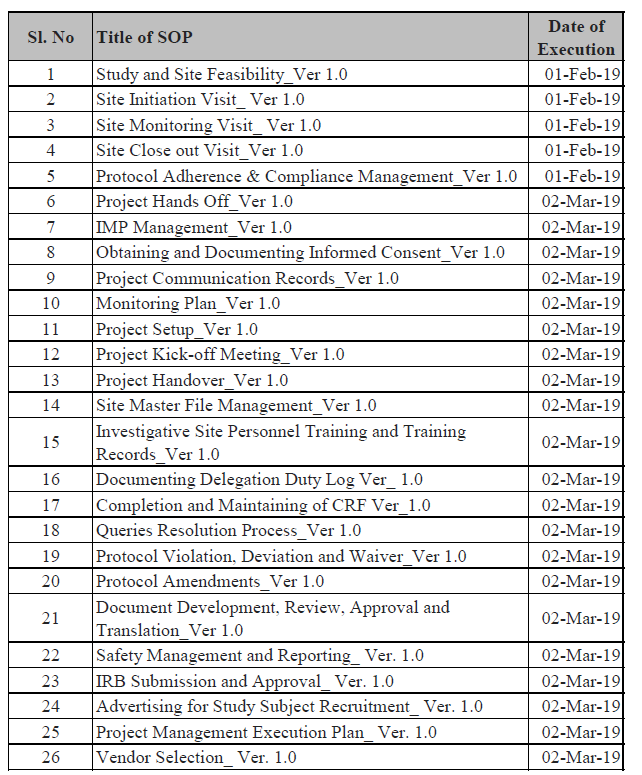 Sl. No Title of SOP Date of
Execution
1 Study and Site Feasibility_Ver 1.0 01-Feb-19
2 Site Initiation Visit_ Ver 1.0 01-Feb-19
3 Site Monitoring Visit_ Ver 1.0 01-Feb-19
4 Site Close out Visit_Ver 1.0 01-Feb-19
5 Protocol Adherence & Compliance Management_Ver 1.0 01-Feb-19
6 Project Hands Off_Ver 1.0 02-Mar-19
7 IMP Management_Ver 1.0 02-Mar-19
8 Obtaining and Documenting Informed Consent_Ver 1.0 02-Mar-19
9 Project Communication Records_Ver 1.0 02-Mar-19
10 Monitoring Plan_Ver 1.0 02-Mar-19
11 Project Setup_Ver 1.0 02-Mar-19
12 Project Kick-off Meeting_Ver 1.0 02-Mar-19
13 Project Handover_Ver 1.0 02-Mar-19
14 Site Master File Management_Ver 1.0 02-Mar-19
15 Investigative Site Personnel Training and Training
Records_Ver 1.0 02-Mar-19
16 Documenting Delegation Duty Log Ver_ 1.0 02-Mar-19
17 Completion and Maintaining of CRF Ver_1.0 02-Mar-19
18 Queries Resolution Process_Ver 1.0 02-Mar-19
19 Protocol Violation, Deviation and Waiver_Ver 1.0 02-Mar-19
20 Protocol Amendments_Ver 1.0 02-Mar-19
21 Document Development, Review, Approval and
Translation_Ver 1.0 02-Mar-19
22 Safety Management and Reporting_ Ver. 1.0 02-Mar-19
23 IRB Submission and Approval_ Ver. 1.0 02-Mar-19
24 Advertising for Study Subject Recruitment_ Ver. 1.0 02-Mar-19
25 Project Management Execution Plan_ Ver. 1.0 02-Mar-19
26 Vendor Selection_ Ver. 1.0 02-Mar-19